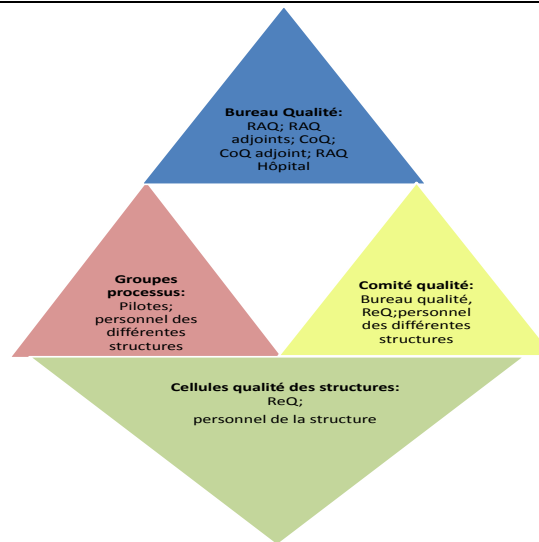 Bureau Qualité:
RAQ; RAQ
adjoints; CoQ;
CoQ adjoint; RAQ
Hôpital
Groupes
processus:
Pilotes;
personnel des
différentes
structures
Comité qualité:
Bureau qualité,
ReQ;personnel
des différentes
structures
Cellules qualité des structures:
ReQ;
personnel de la structure